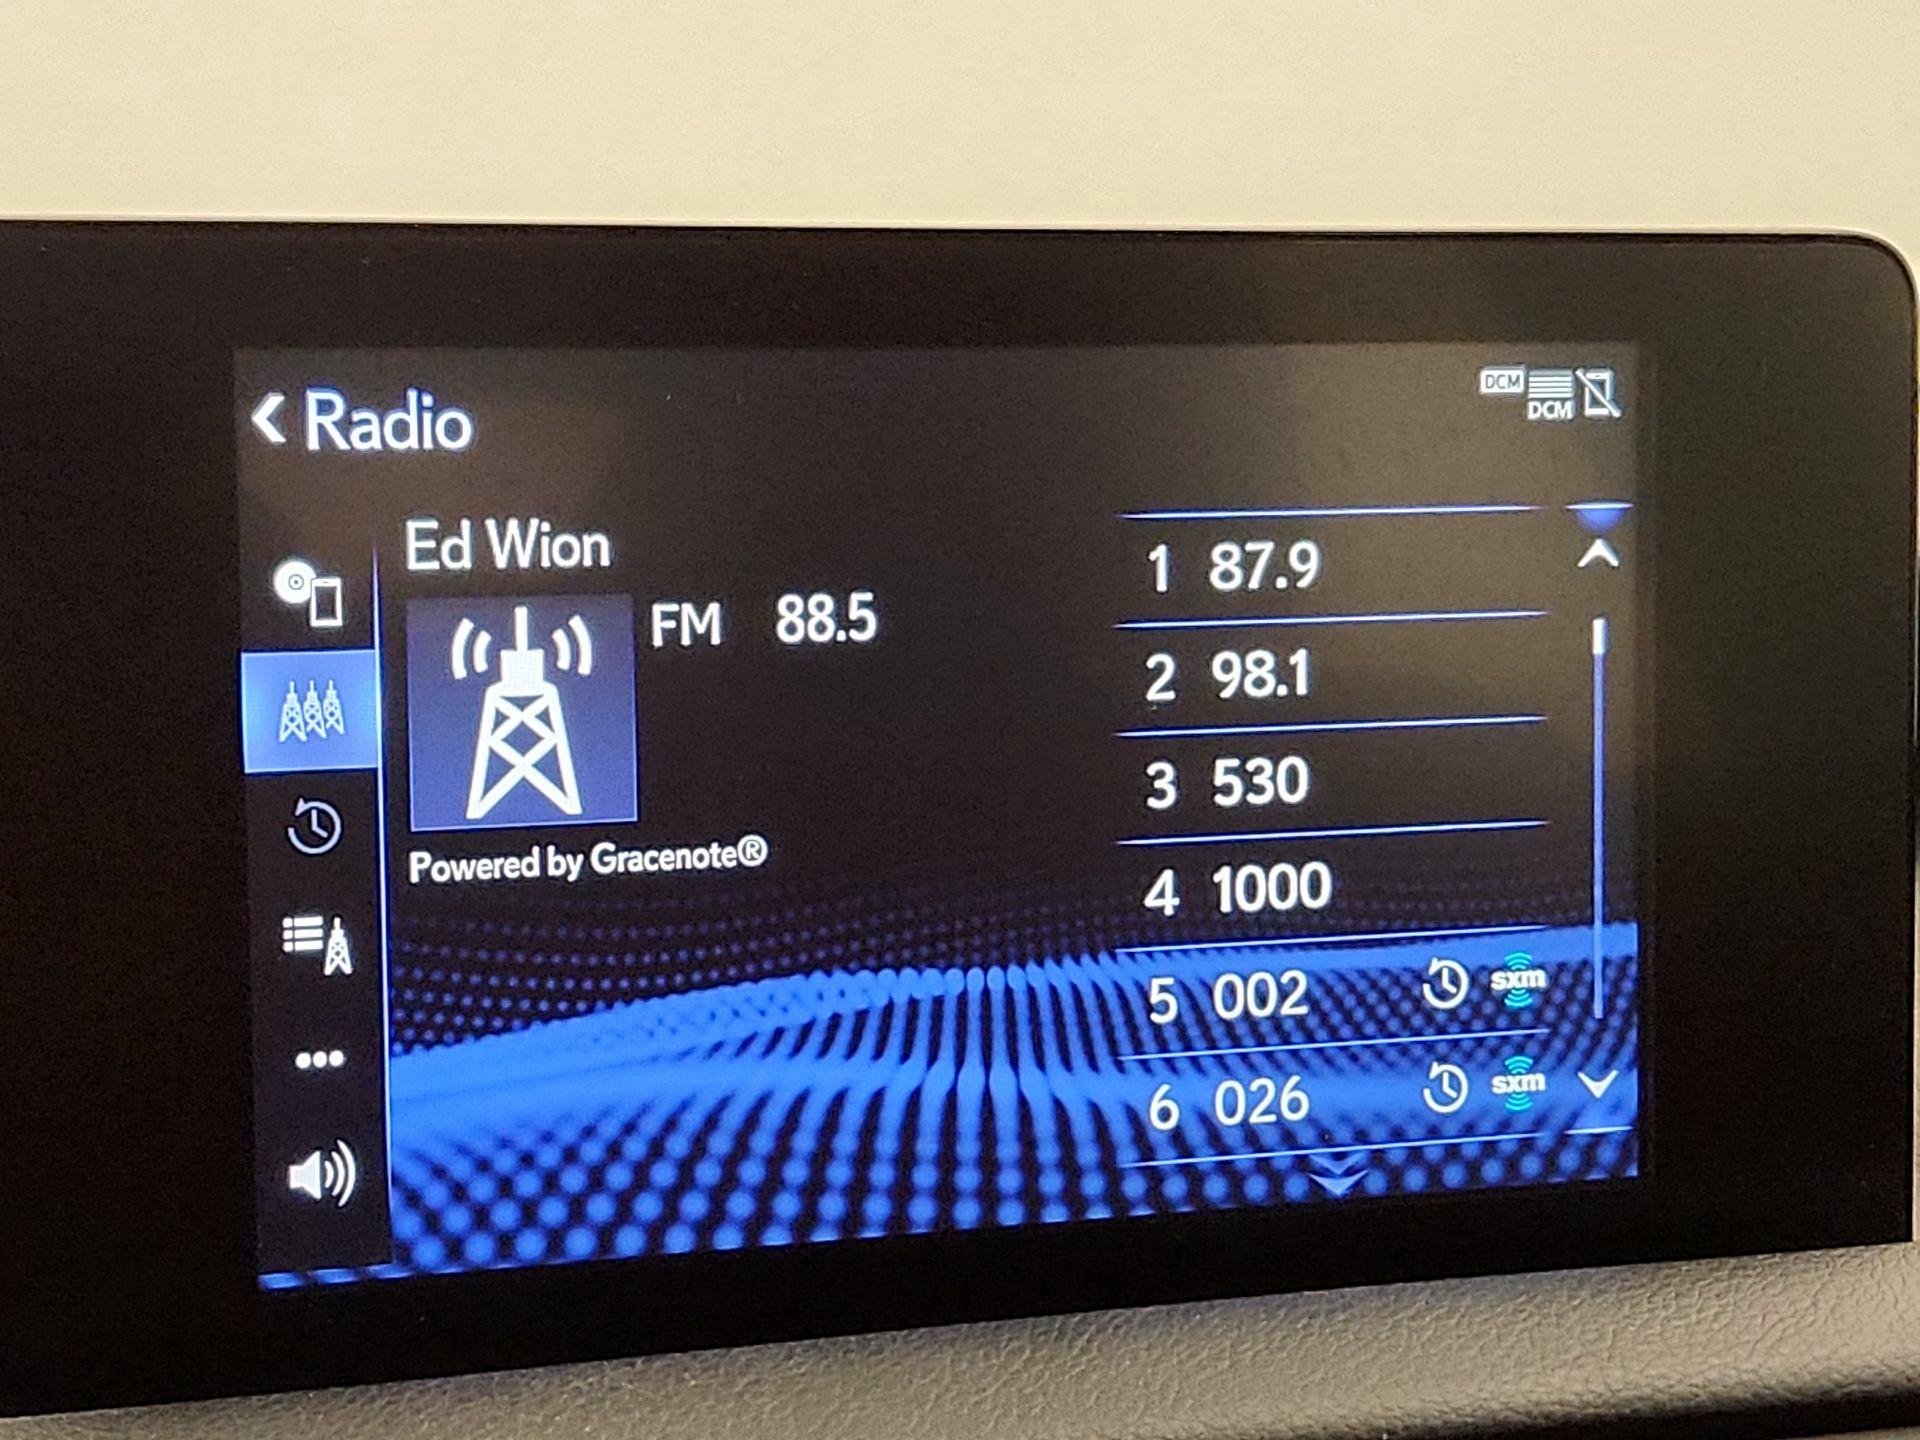 Radio
DCM
DCM
Ed Wion
FM 88.5
Powered by Gracenote®
1 87.9
2 98.1
3 530
4 1000
5 002 sxm
6 026 sxm